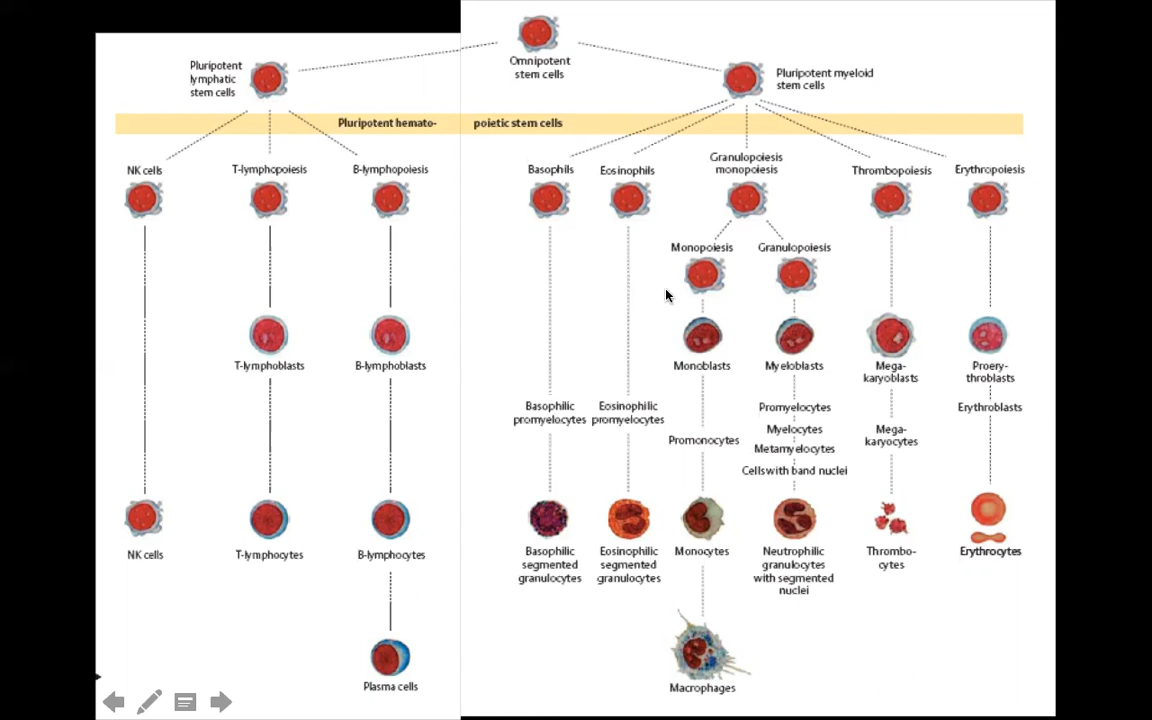 Omnipotent
stem cells
Pluripotent
lymphatic
stem cells
Pluripotent myeloid
stem cells
Pluripotent hemato- poietic stem cells
NK cells
T-lymphopoiesis
B-lymphopoiesis
Basophils
Eosinophils
Granulopoiesis
monopoiesis
Thrombopoiesis
Erythropoiesis
Monopoiesis
Granulopoiesis
T-lymphoblasts
B-lymphoblasts
Monoblasts
Myeloblasts
Mega-
karyoblasts
Proery-
throblasts
Basophilic
promyelocytes
Eosinophilic
promyelocytes
Promonocytes
Promyelocytes
Myelocytes
Metamyelocytes
Cells with band nuclei
Mega-
karyocytes
Erythroblasts
NK cells
T-lymphocytes
B-lymphocytes
Basophilic
segmented
granulocytes
Eosinophilic
segmented
granulocytes
Monocytes
Neutrophilic
granulocytes
with segmented
nuclei
Thrombo-
cytes
Erythrocytes
Plasma cells
Macrophages